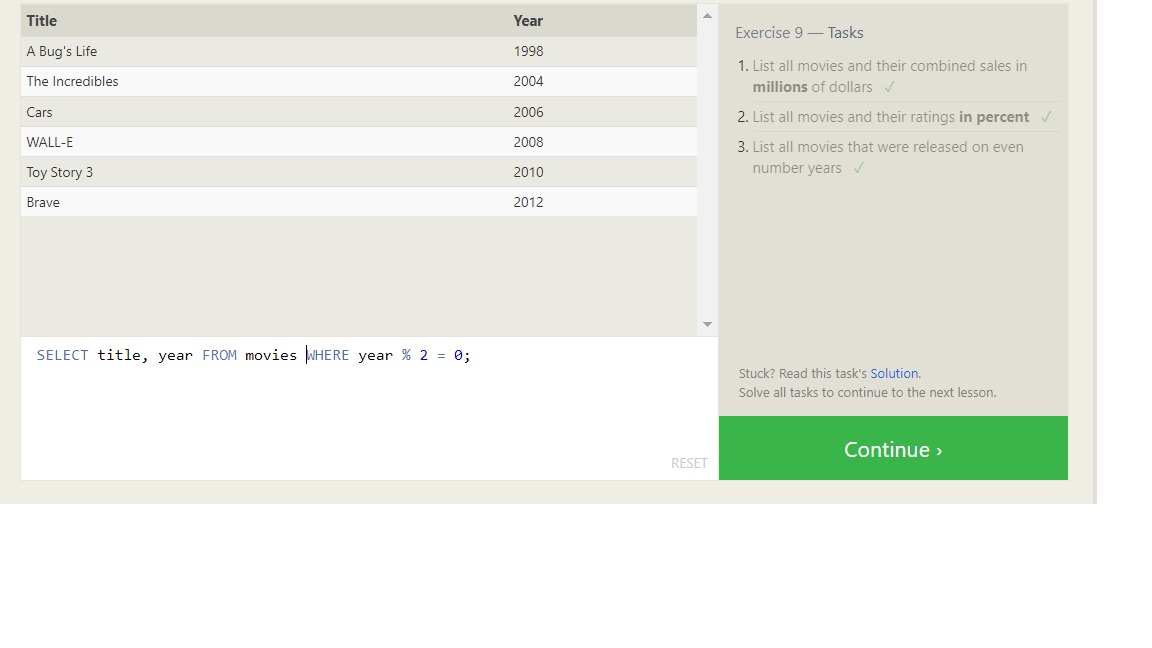 Title Year
A Bug's Life 1998
The Incredibles 2004
Cars 2006
WALL-E 2008
Toy Story 3 2010
Brave 2012
SELECT title, year FROM movies WHERE year % 2 = 0;
RESET
Exercise 9 — Tasks
1. List all movies and their combined sales in
millions of dollars ✓
2. List all movies and their ratings in percent ✓
3. List all movies that were released on even
number years ✓
Stuck? Read this task's Solution.
Solve all tasks to continue to the next lesson.
Continue ›